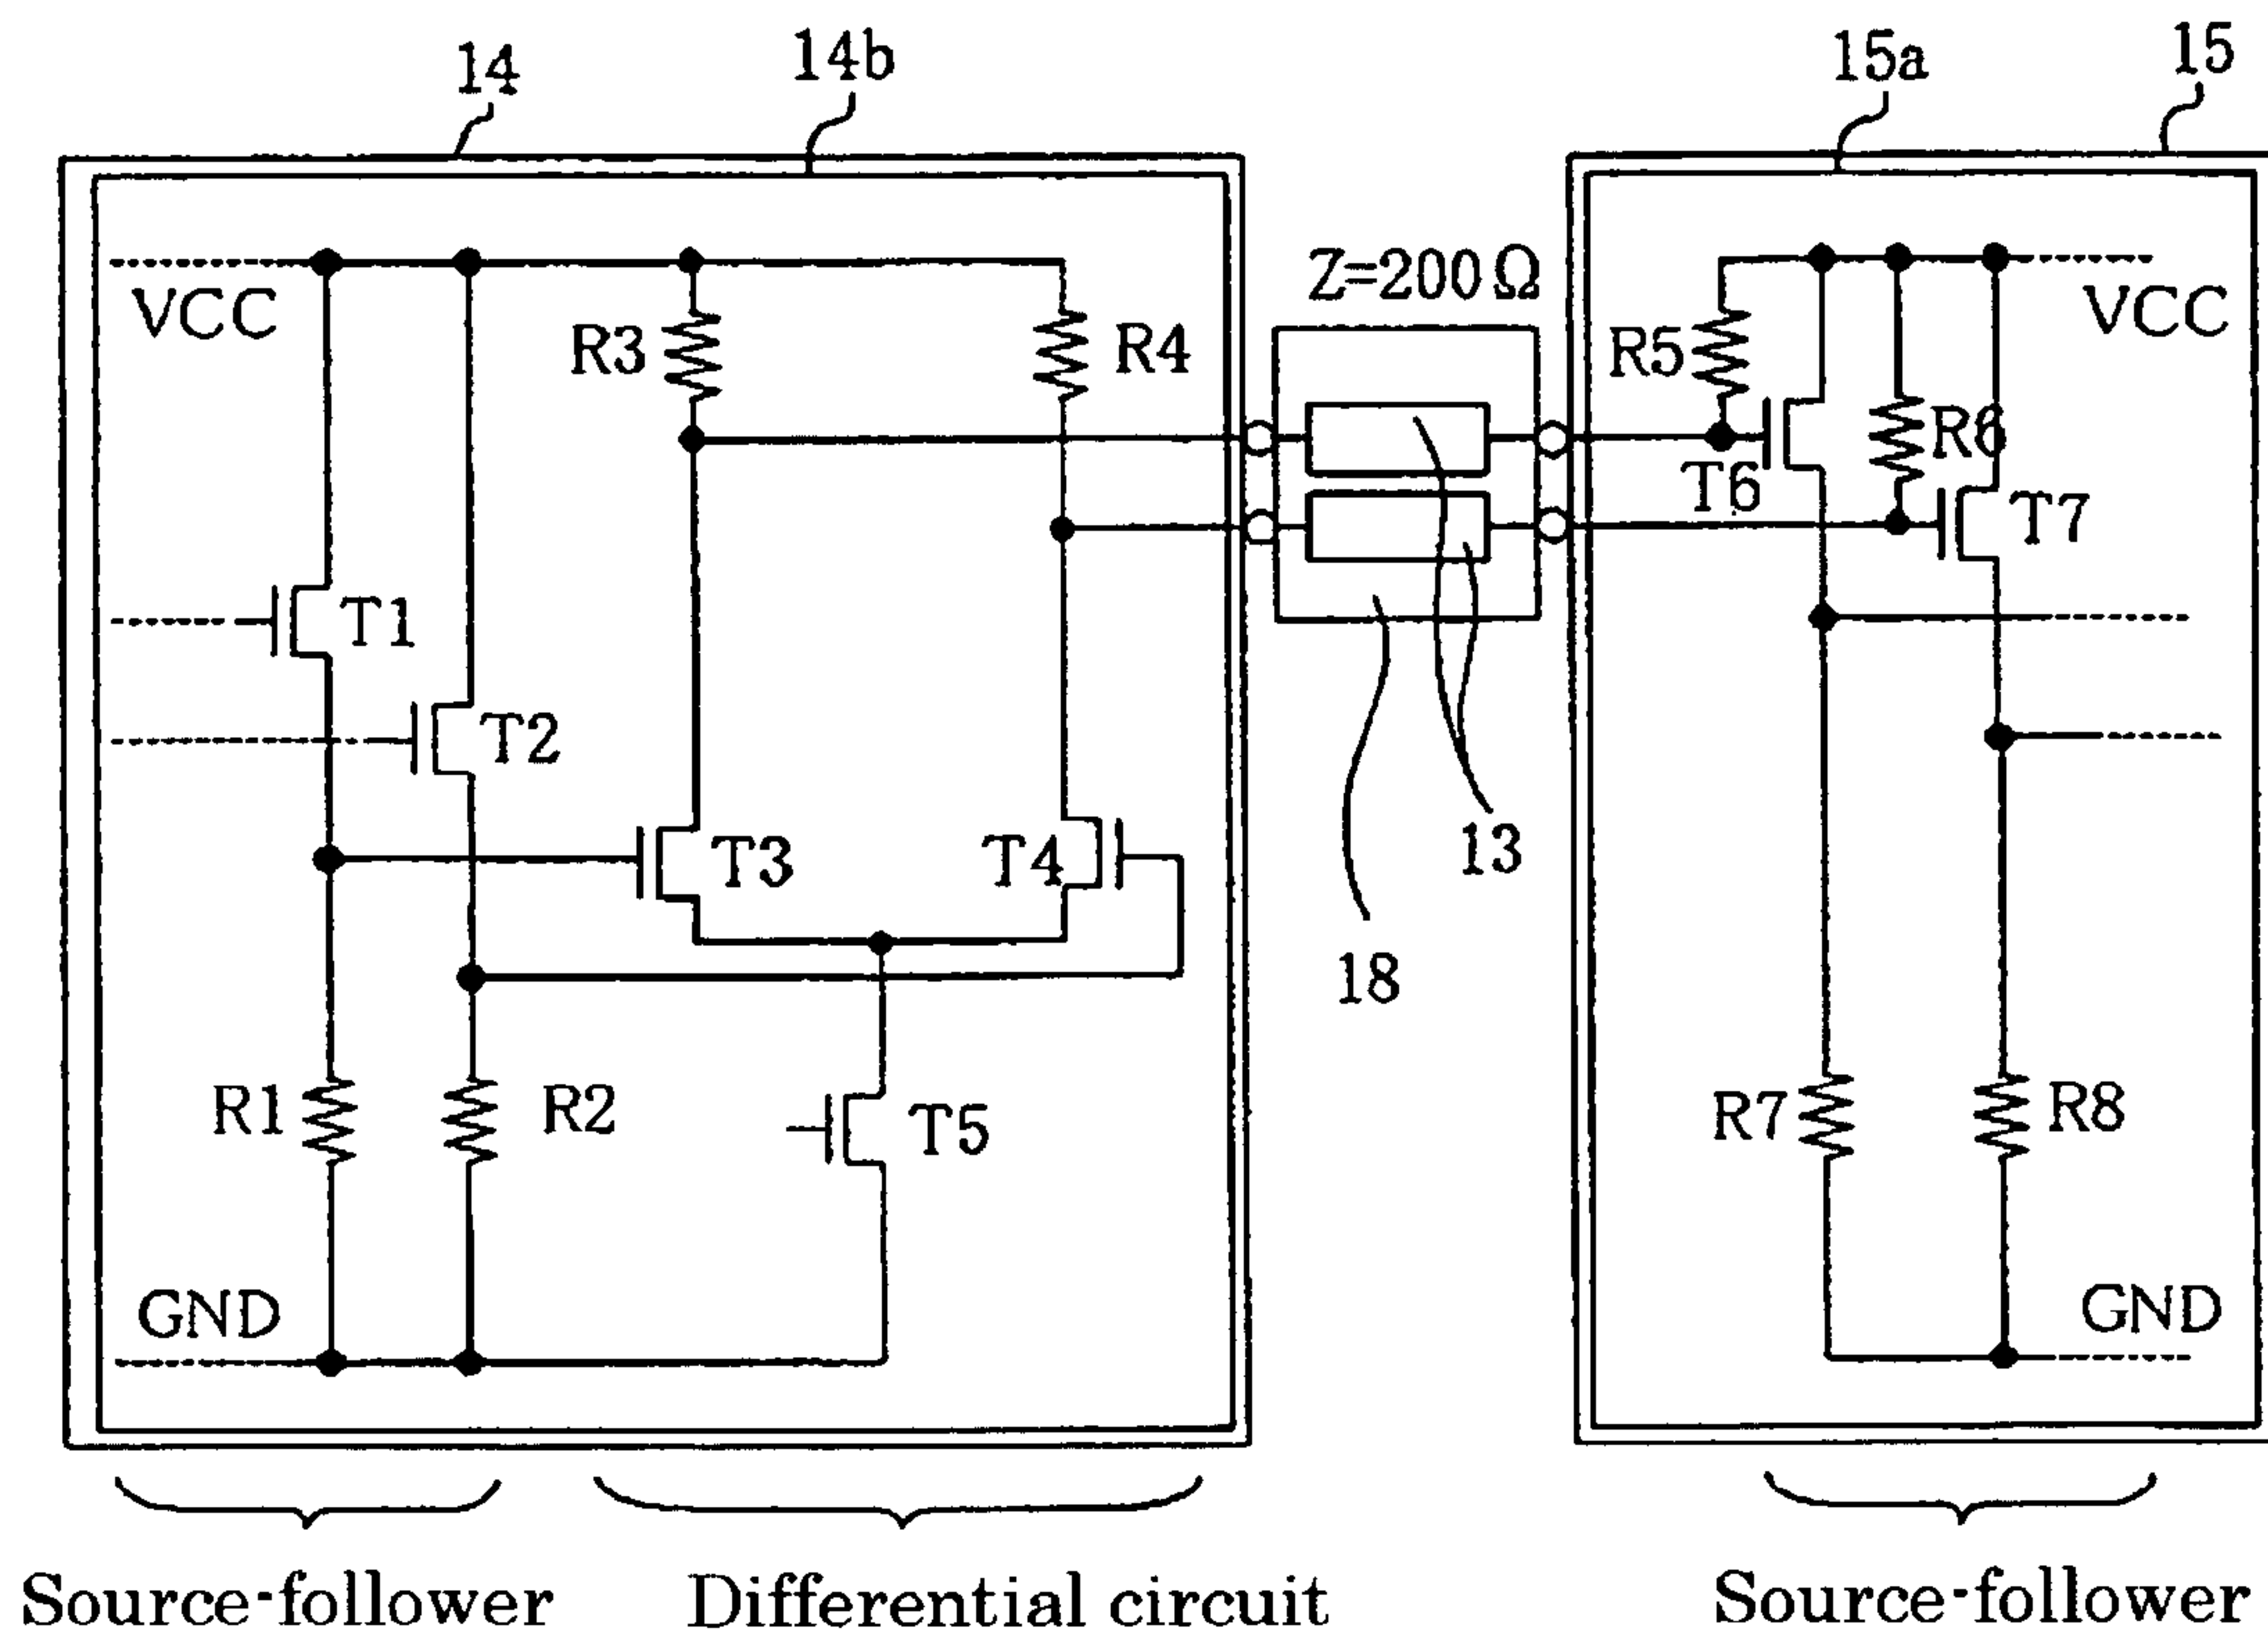 14
14b
15a
15
VCC
R3
R4
Z=200Ω
R5
VCC
R6
T6
T7
T1
T2
T3
T4
13
18
R1
R2
T5
R7
R8
GND
GND
Source-follower
Differential circuit
Source-follower